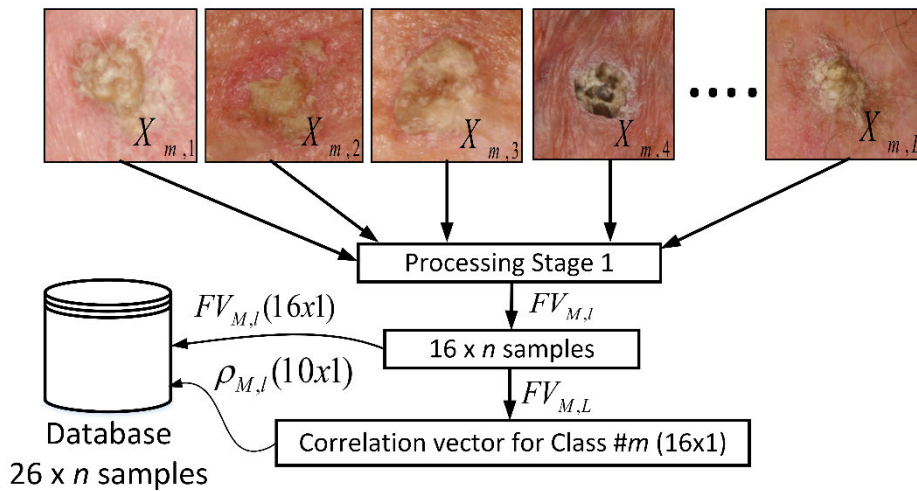 X m,1
X m,2
X m,3
X m,4
X m,L
Processing Stage 1
FV M,l
FV M,l (16x1)
16 x n samples
ρ M,l (10x1)
FV M,L
Database
26 x n samples
Correlation vector for Class #m (16x1)